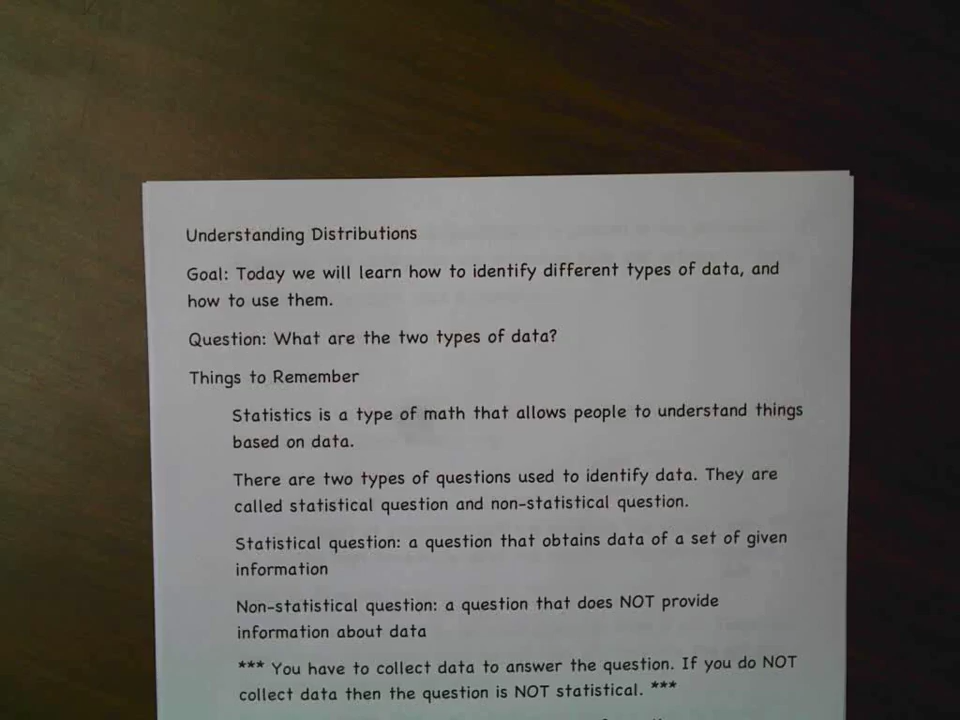 Understanding Distributions
Goal: Today we will learn how to identify different types of data, and
how to use them.
Question: What are the two types of data?
Things to Remember
Statistics is a type of math that allows people to understand things
based on data.
There are two types of questions used to identify data. They are
called statistical question and non-statistical question.
Statistical question: a question that obtains data of a set of given
information
Non-statistical question: a question that does NOT provide
information about data
*** You have to collect data to answer the question. If you do NOT
collect data then the question is NOT statistical. ***